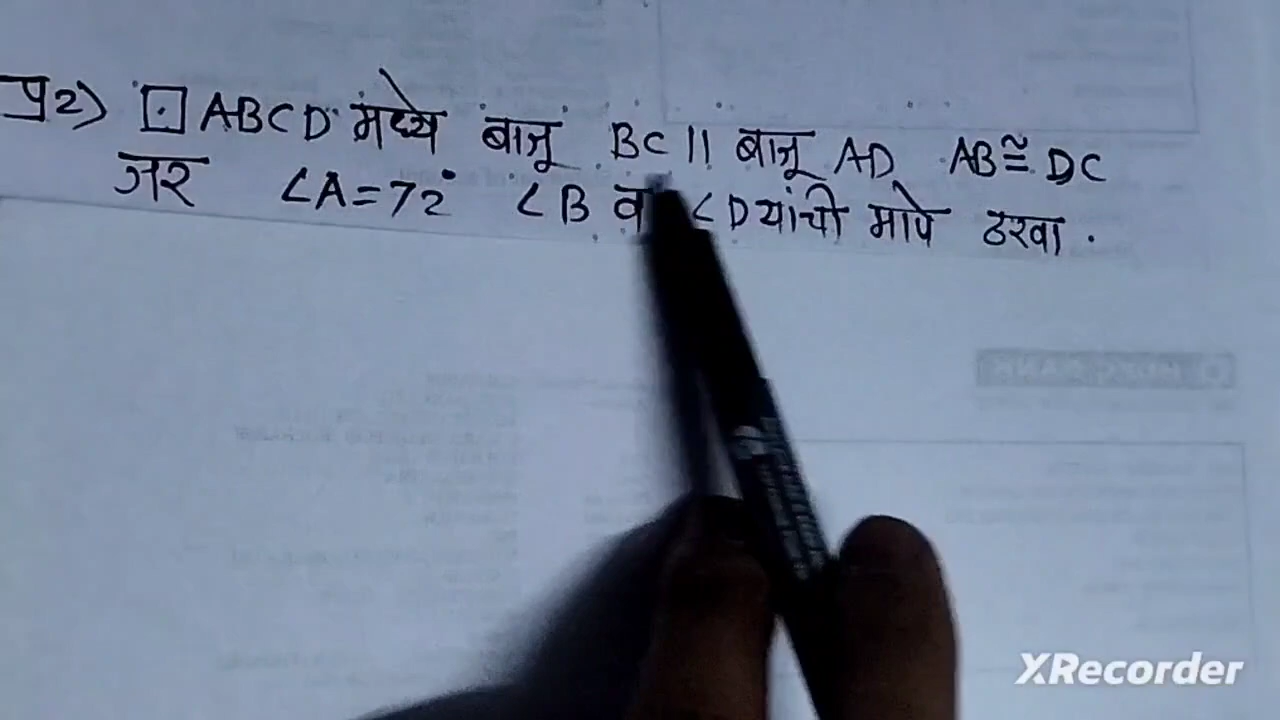 प्र2) □ABCD मध्ये बाजू BC || बाजू AD AB ≅ DC
जर ∠A=72° ∠B व ∠D यांची मापे ठरवा .
XRecorder